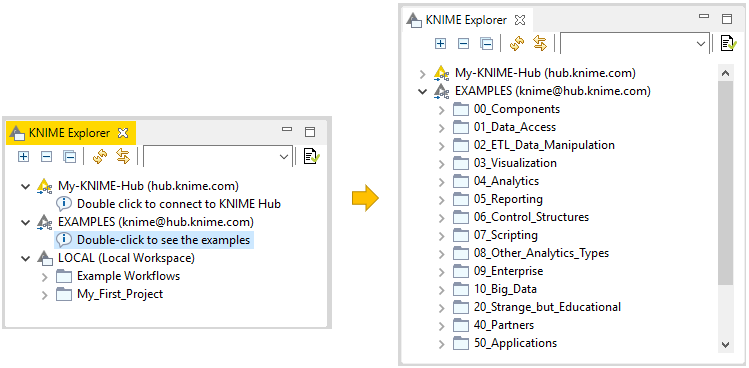 KNIME Explorer
My-KNIME-Hub (hub.knime.com)
Double click to connect to KNIME Hub
EXAMPLES (knime@hub.knime.com)
Double-click to see the examples
LOCAL (Local Workspace)
Example Workflows
My_First_Project
KNIME Explorer
My-KNIME-Hub (hub.knime.com)
EXAMPLES (knime@hub.knime.com)
00_Components
01_Data_Access
02_ETL_Data_Manipulation
03_Visualization
04_Analytics
05_Reporting
06_Control_Structures
07_Scripting
08_Other_Analytics_Types
09_Enterprise
10_Big_Data
20_Strange_but_Educational
40_Partners
50_Applications